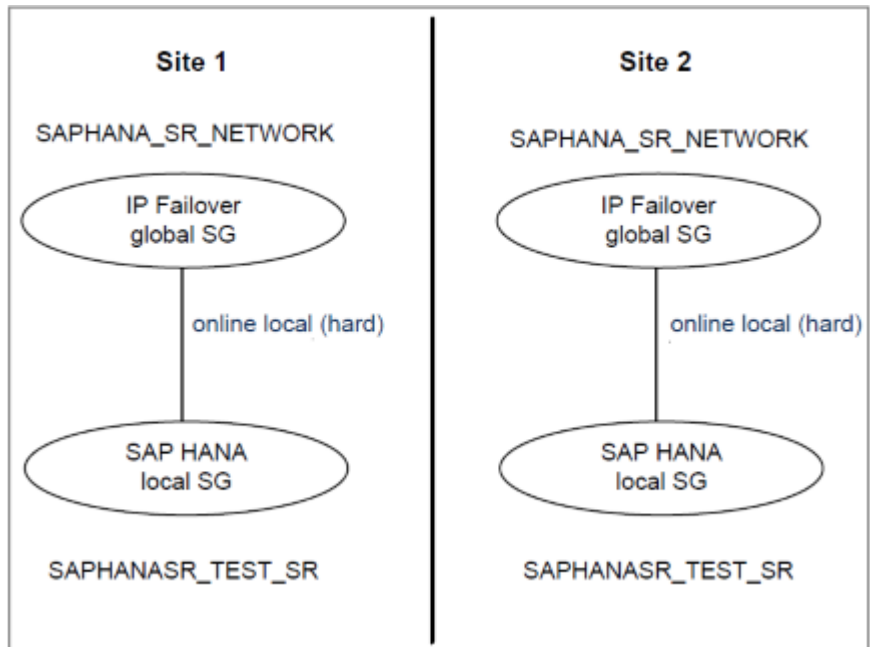 Site 1
SAPHANA_SR_NETWORK
IP Failover
global SG
online local (hard)
SAP HANA
local SG
SAPHANASR_TEST_SR
Site 2
SAPHANA_SR_NETWORK
IP Failover
global SG
online local (hard)
SAP HANA
local SG
SAPHANASR_TEST_SR